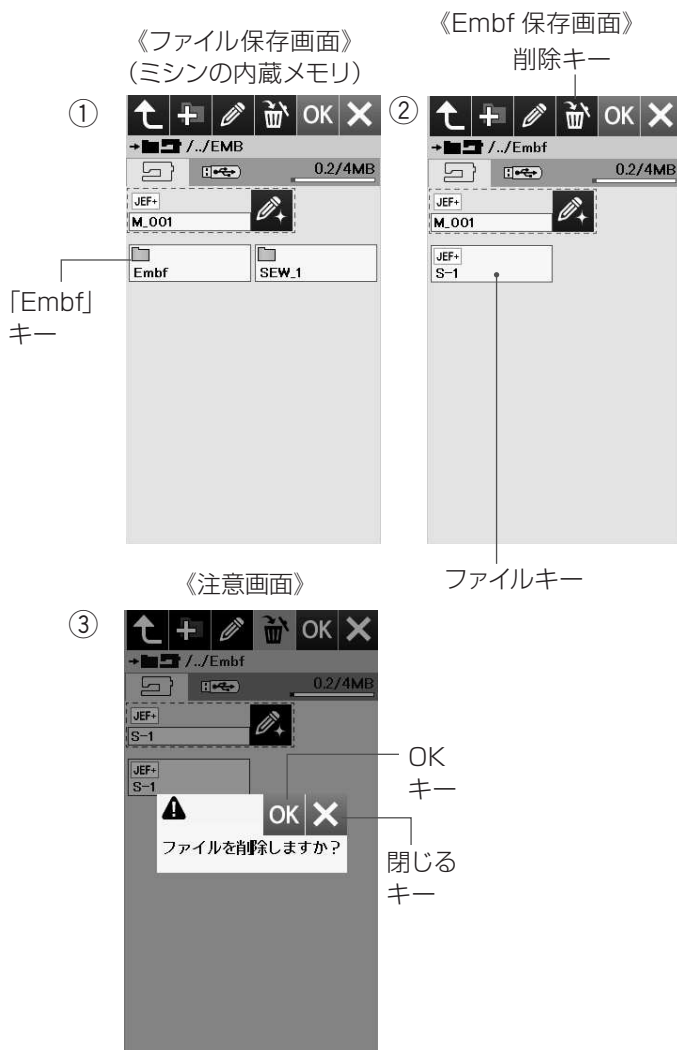 《ファイル保存画面》
(ミシンの内蔵メモリ)
①
OK
/../EMB
0.2/4MB
JEF+
M_001
Embf
SEW_1
「Embf」
キー
《Embf 保存画面》
削除キー
②
OK
/../Embf
0.2/4MB
JEF+
M_001
JEF+
S-1
ファイルキー
《注意画面》
③
OK
/../Embf
0.2/4MB
JEF+
S-1
JEF+
S-1
OK
ファイルを削除しますか?
OK
キー
閉じる
キー